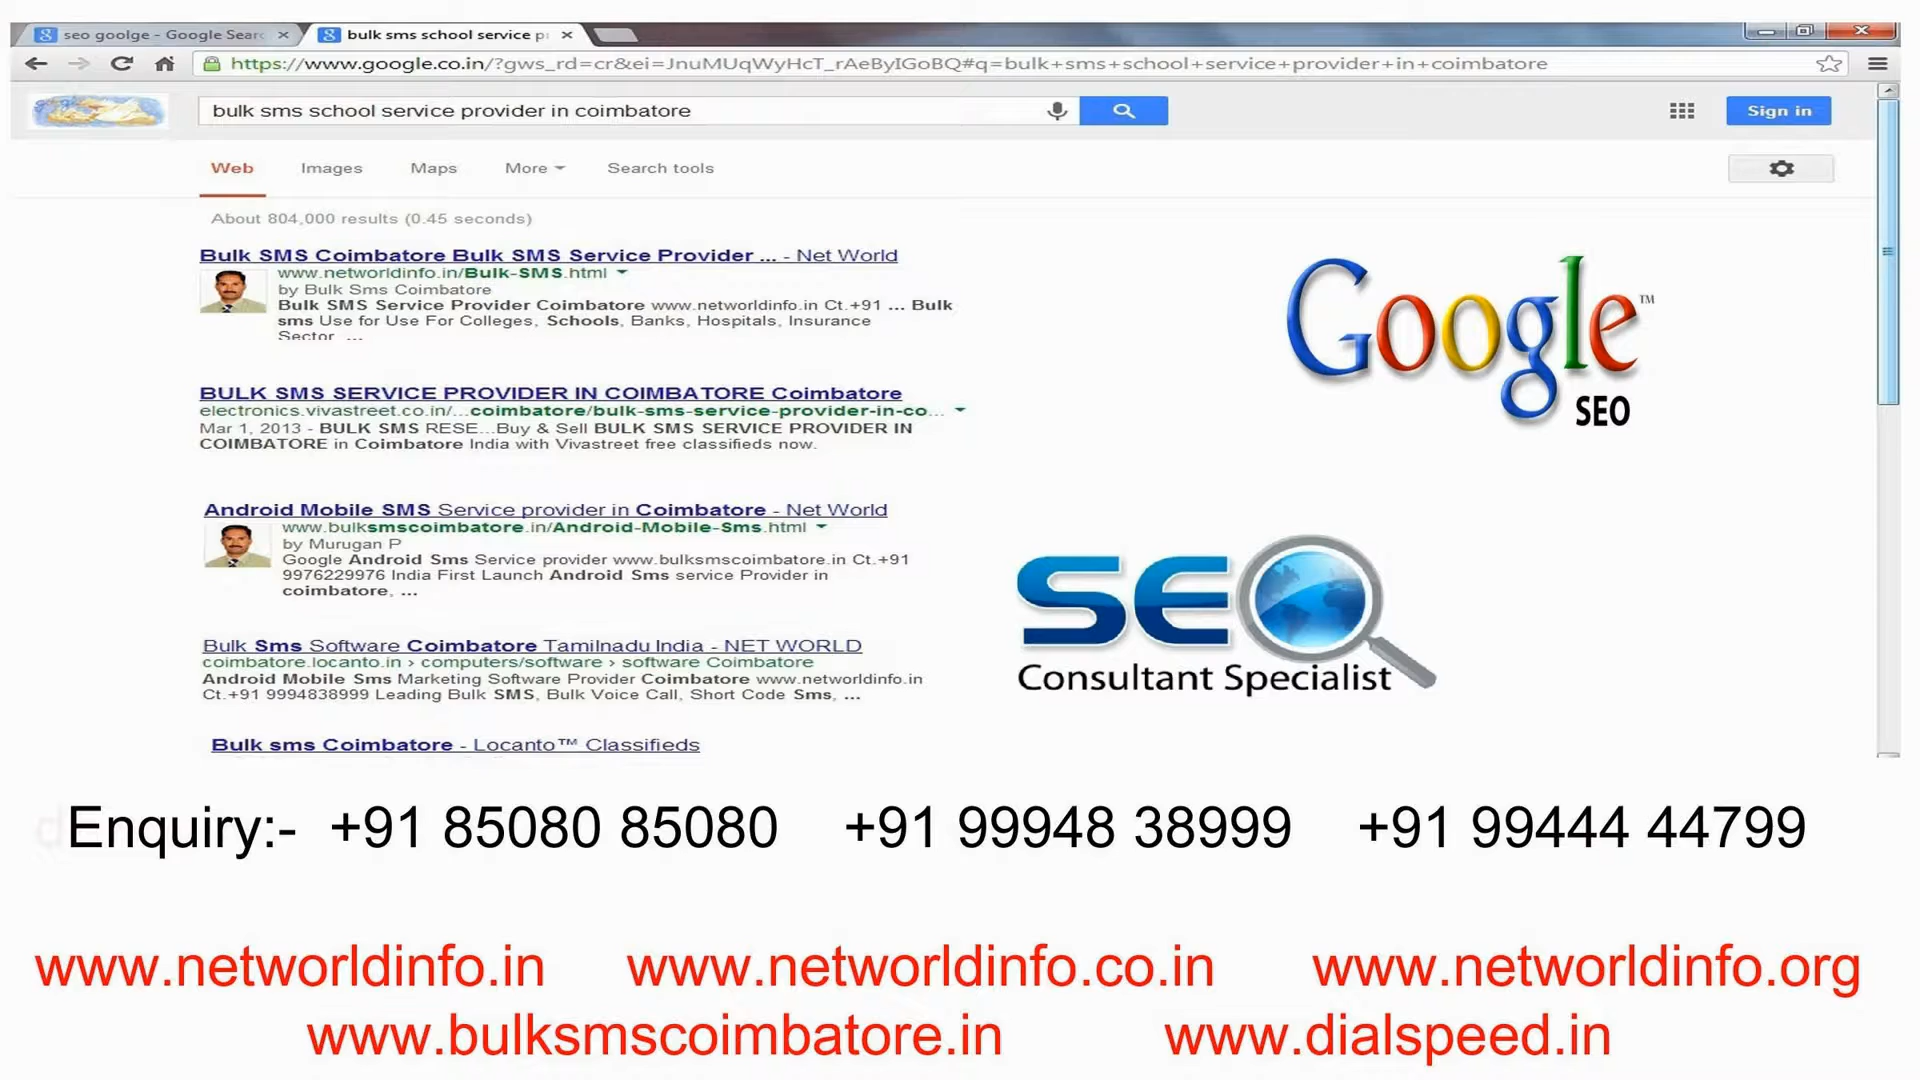 seo goolge - Google Searc
bulk sms school service p
https://www.google.co.in/?gws_rd=cr&ei=JnuMUqWyHcT_rAeByIGoBQ#q=bulk+sms+school+service+provider+in+coimbatore
bulk sms school service provider in coimbatore
Sign in
Web Images Maps More Search tools
About 804,000 results (0.45 seconds)
Bulk SMS Coimbatore Bulk SMS Service Provider ... - Net World
www.networldinfo.in/Bulk-SMS.html
by Bulk Sms Coimbatore
Bulk SMS Service Provider Coimbatore www.networldinfo.in Ct.+91 ... Bulk
sms Use for Use For Colleges, Schools, Banks, Hospitals, Insurance
Sector ...
BULK SMS SERVICE PROVIDER IN COIMBATORE Coimbatore
electronics.vivastreet.co.in/...coimbatore/bulk-sms-service-provider-in-co...
Mar 1, 2013 - BULK SMS RESE...Buy & Sell BULK SMS SERVICE PROVIDER IN
COIMBATORE in Coimbatore India with Vivastreet free classifieds now.
Android Mobile SMS Service provider in Coimbatore - Net World
www.bulksmscoimbatore.in/Android-Mobile-Sms.html
by Murugan P
Google Android Sms Service provider www.bulksmscoimbatore.in Ct.+91
9976229976 India First Launch Android Sms service Provider in
coimbatore, ...
Bulk Sms Software Coimbatore Tamilnadu India - NET WORLD
coimbatore.locanto.in › computers/software › software Coimbatore
Android Mobile Sms Marketing Software Provider Coimbatore www.networldinfo.in
Ct.+91 9994838999 Leading Bulk SMS, Bulk Voice Call, Short Code Sms, ...
Bulk sms Coimbatore - Locanto™ Classifieds
Google™
SEO
SEO
Consultant Specialist
Enquiry:- +91 85080 85080 +91 99948 38999 +91 99444 44799
www.networldinfo.in www.networldinfo.co.in www.networldinfo.org
www.bulksmscoimbatore.in www.dialspeed.in